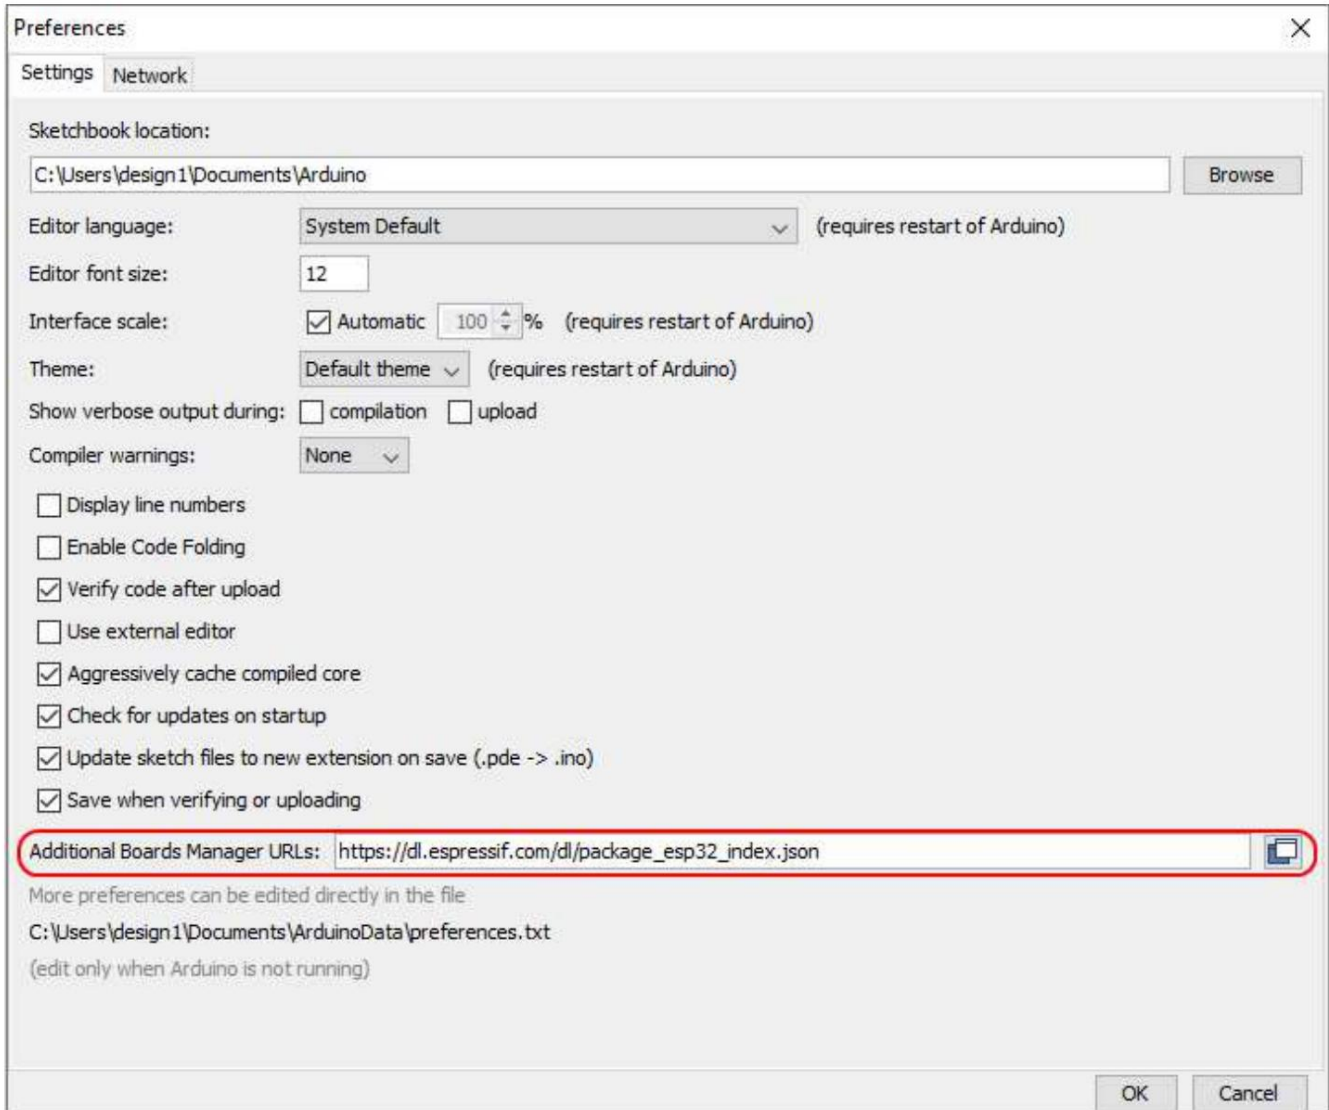 Preferences
Settings Network
Sketchbook location:
C:\Users\design1\Documents\Arduino Browse
Editor language: System Default (requires restart of Arduino)
Editor font size: 12
Interface scale: Automatic 100 % (requires restart of Arduino)
Theme: Default theme (requires restart of Arduino)
Show verbose output during: compilation upload
Compiler warnings: None
Display line numbers
Enable Code Folding
Verify code after upload
Use external editor
Aggressively cache compiled core
Check for updates on startup
Update sketch files to new extension on save (.pde -> .ino)
Save when verifying or uploading
Additional Boards Manager URLs: https://dl.espressif.com/dl/package_esp32_index.json
More preferences can be edited directly in the file
C:\Users\design1\Documents\ArduinoData\preferences.txt
(edit only when Arduino is not running)
OK Cancel